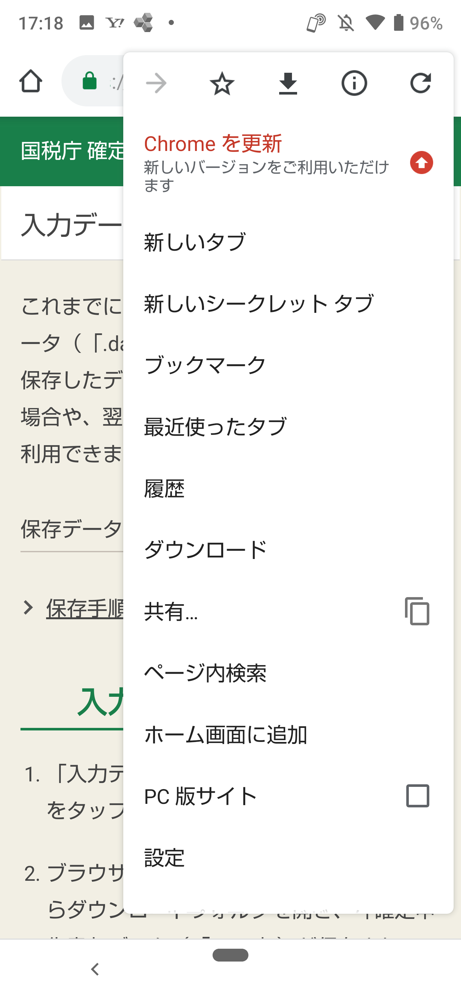 17:18 Y! 96%
://
Chrome を更新
新しいバージョンをご利用いただけ
ます
新しいタブ
新しいシークレット タブ
ブックマーク
最近使ったタブ
履歴
ダウンロード
共有...
ページ内検索
ホーム画面に追加
PC 版サイト
設定
国税庁 確定
入力デー
これまでに
ータ（「.da
保存したデ
場合や、翌
利用できま
保存データ
保存手順
入力
1. 「入力デ
をタップ
2. ブラウザ
らダウンロ